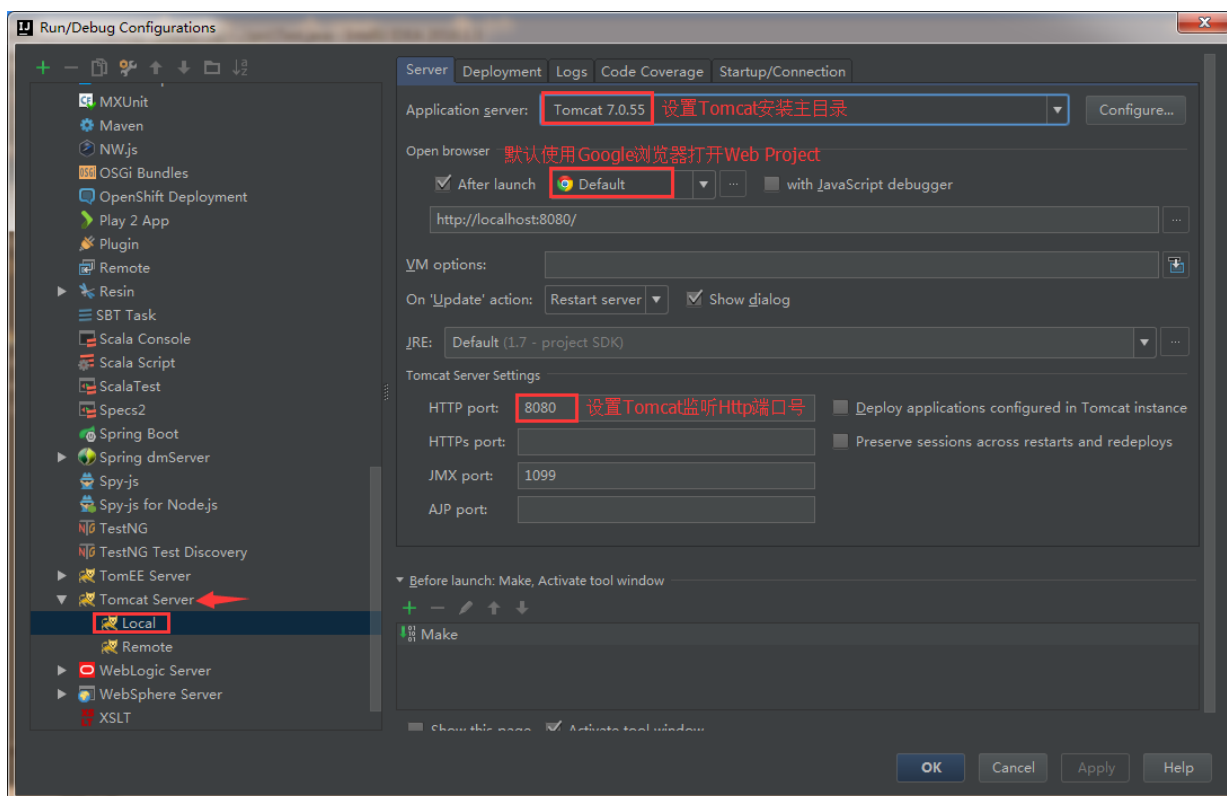 Run/Debug Configurations
MXUnit
Maven
NW.js
OSGi Bundles
OpenShift Deployment
Play 2 App
Plugin
Remote
Resin
SBT Task
Scala Console
Scala Script
ScalaTest
Specs2
Spring Boot
Spring dmServer
Spy-js
Spy-js for Node.js
TestNG
TestNG Test Discovery
TomEE Server
Tomcat Server
Local
Remote
WebLogic Server
WebSphere Server
XSLT
Server Deployment Logs Code Coverage Startup/Connection
Application server: Tomcat 7.0.55 设置Tomcat安装主目录 Configure...
Open browser 默认使用Google浏览器打开Web Project
After launch Default ... with JavaScript debugger
http://localhost:8080/ ...
VM options:
On 'Update' action: Restart server Show dialog
JRE: Default (1.7 - project SDK) ...
Tomcat Server Settings
HTTP port: 8080 设置Tomcat监听Http端口号 Deploy applications configured in Tomcat instance
HTTPs port: Preserve sessions across restarts and redeploys
JMX port: 1099
AJP port:
Before launch: Make, Activate tool window
Make
Show this page Activate tool window
OK Cancel Apply Help